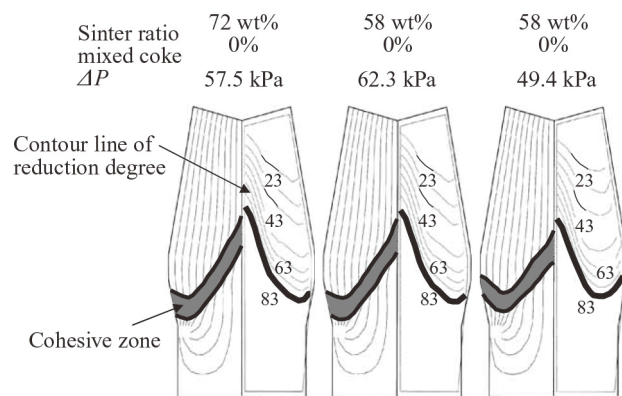 Sinter ratio 72 wt% 58 wt% 58 wt%
mixed coke 0% 0% 0%
ΔP 57.5 kPa 62.3 kPa 49.4 kPa
Contour line of
reduction degree
23 23 23
43 43 43
63 63 63
83 83 83
Cohesive zone